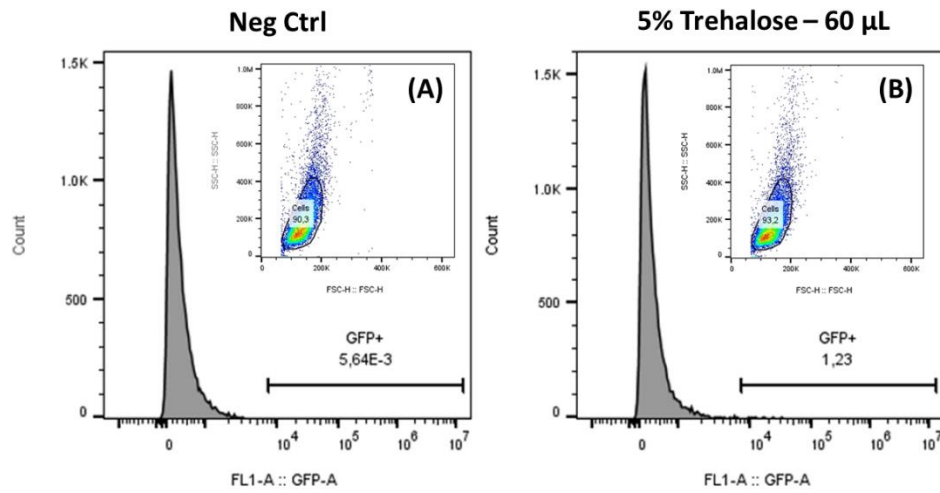 Neg Ctrl
5% Trehalose – 60 µL
1.5K
1.0K
500
0
Count
(A)
1.0M
800K
600K
400K
200K
0
SSC-H :: SSC-H
Cells
90,3
0
200K
400K
600K
FSC-H :: FSC-H
GFP+
5,64E-3
0
10^4
10^5
10^6
10^7
FL1-A :: GFP-A
1.5K
1.0K
500
0
Count
(B)
1.0M
800K
600K
400K
200K
0
SSC-H :: SSC-H
Cells
93,2
0
200K
400K
600K
FSC-H :: FSC-H
GFP+
1,23
0
10^4
10^5
10^6
10^7
FL1-A :: GFP-A